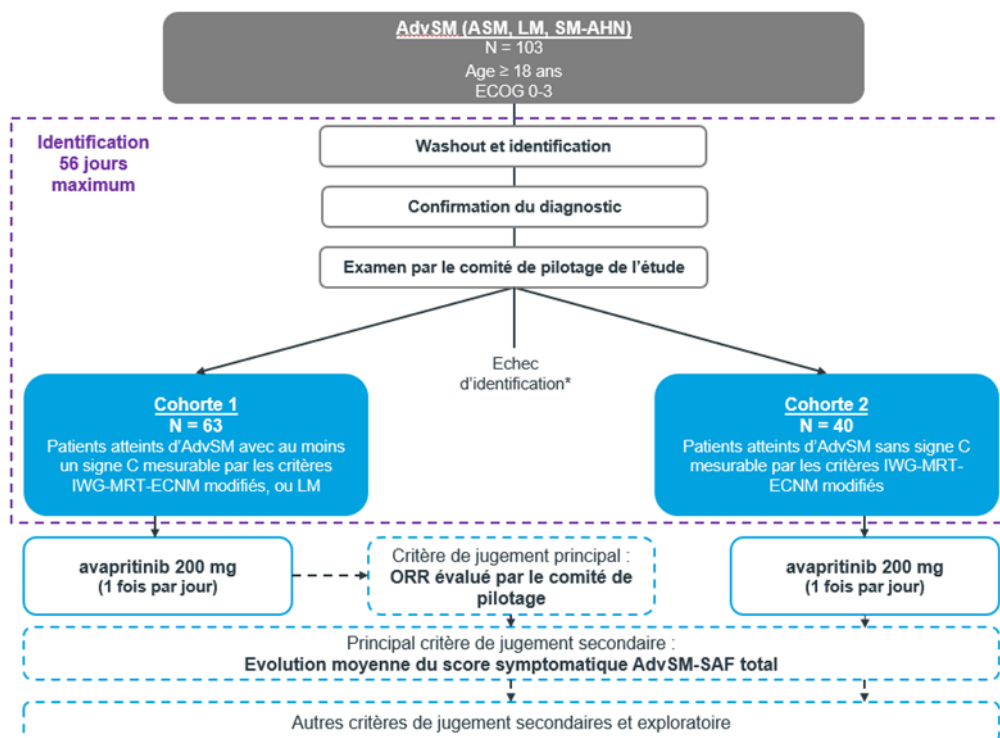 AdvSM (ASM, LM, SM-AHN)
N = 103
Age ≥ 18 ans
ECOG 0-3
Identification
56 jours
maximum
Washout et identification
Confirmation du diagnostic
Examen par le comité de pilotage de l'étude
Echec
d'identification*
Cohorte 1
N = 63
Patients atteints d'AdvSM avec au moins
un signe C mesurable par les critères
IWG-MRT-ECNM modifiés, ou LM
Cohorte 2
N = 40
Patients atteints d'AdvSM sans signe C
mesurable par les critères IWG-MRT-
ECNM modifiés
avapritinib 200 mg
(1 fois par jour)
Critère de jugement principal :
ORR évalué par le comité de
pilotage
avapritinib 200 mg
(1 fois par jour)
Principal critère de jugement secondaire :
Evolution moyenne du score symptomatique AdvSM-SAF total
Autres critères de jugement secondaires et exploratoire